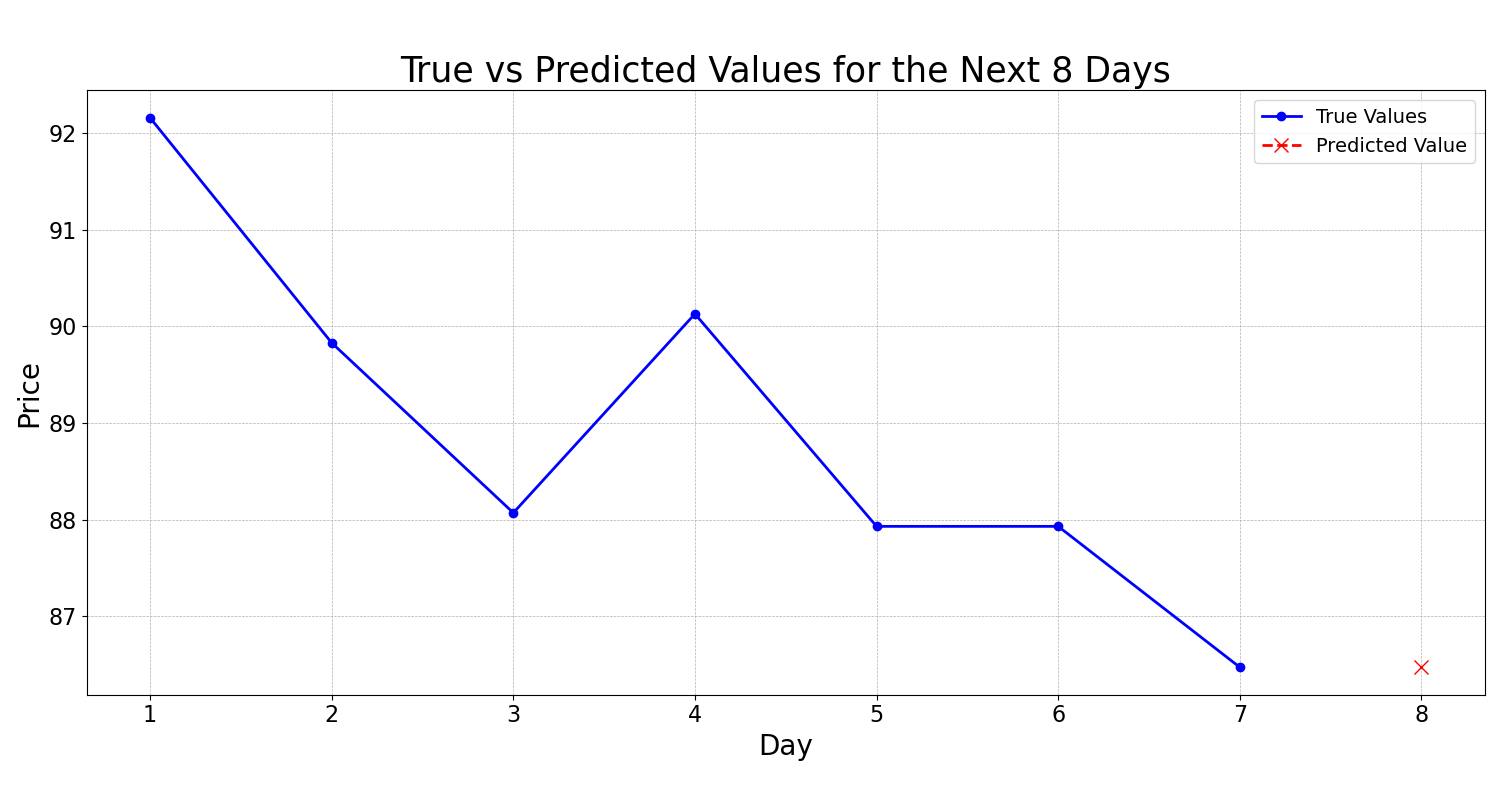 True vs Predicted Values for the Next 8 Days
True Values
Predicted Value
92
91
90
89
88
87
Price
1 2 3 4 5 6 7 8
Day